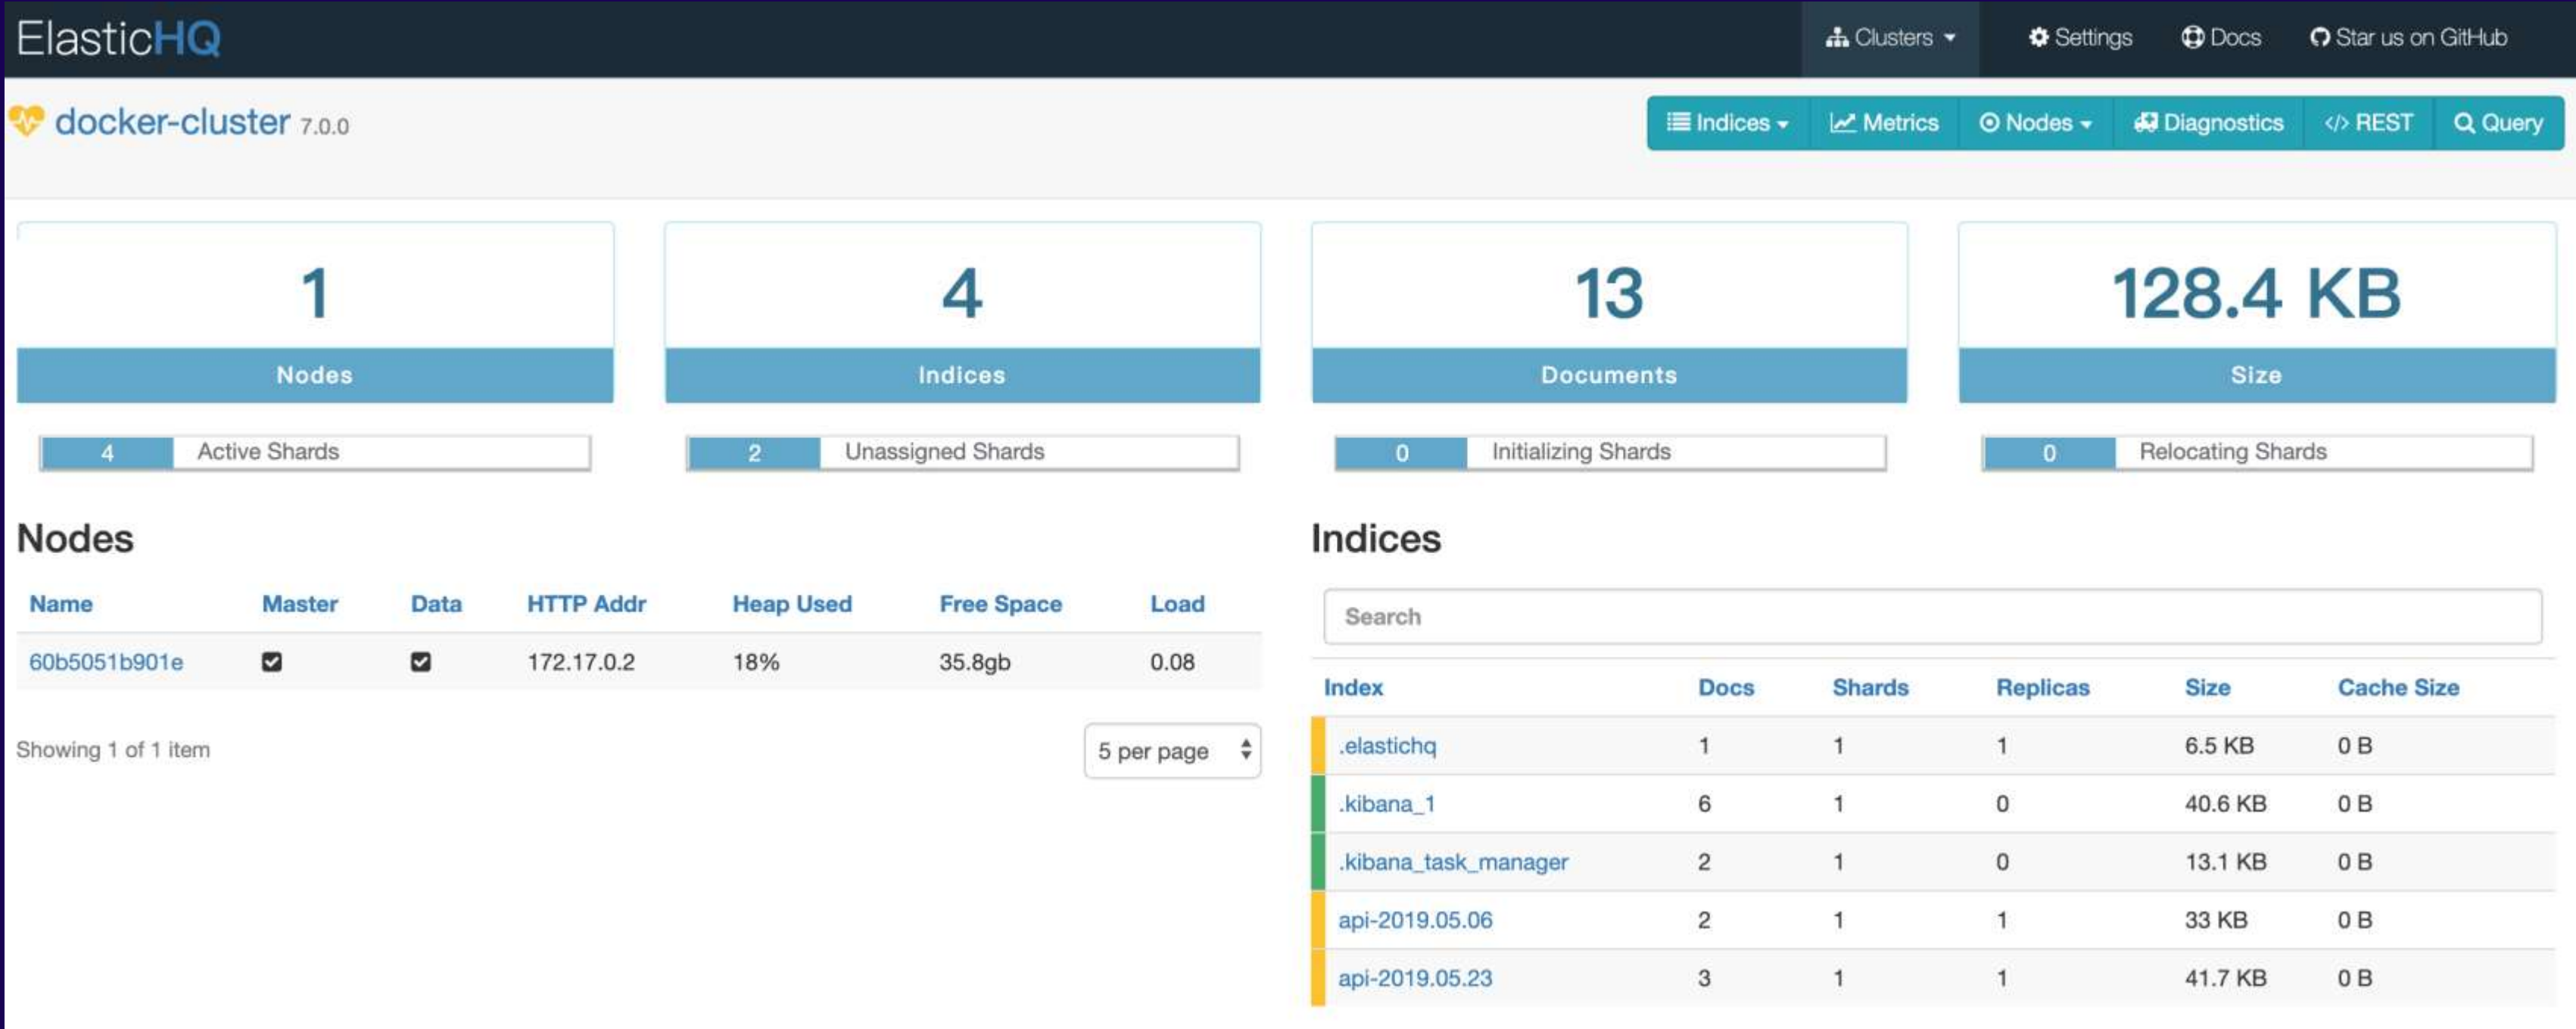 ElasticHQ
Clusters Settings Docs Star us on GitHub
docker-cluster 7.0.0
Indices Metrics Nodes Diagnostics </> REST Query
1 4 13 128.4 KB
Nodes Indices Documents Size
4 Active Shards 2 Unassigned Shards 0 Initializing Shards 0 Relocating Shards
Nodes
Name Master Data HTTP Addr Heap Used Free Space Load
60b5051b901e 172.17.0.2 18% 35.8gb 0.08
Showing 1 of 1 item 5 per page
Indices
Search
Index Docs Shards Replicas Size Cache Size
.elastichq 1 1 1 6.5 KB 0 B
.kibana_1 6 1 0 40.6 KB 0 B
.kibana_task_manager 2 1 0 13.1 KB 0 B
api-2019.05.06 2 1 1 33 KB 0 B
api-2019.05.23 3 1 1 41.7 KB 0 B